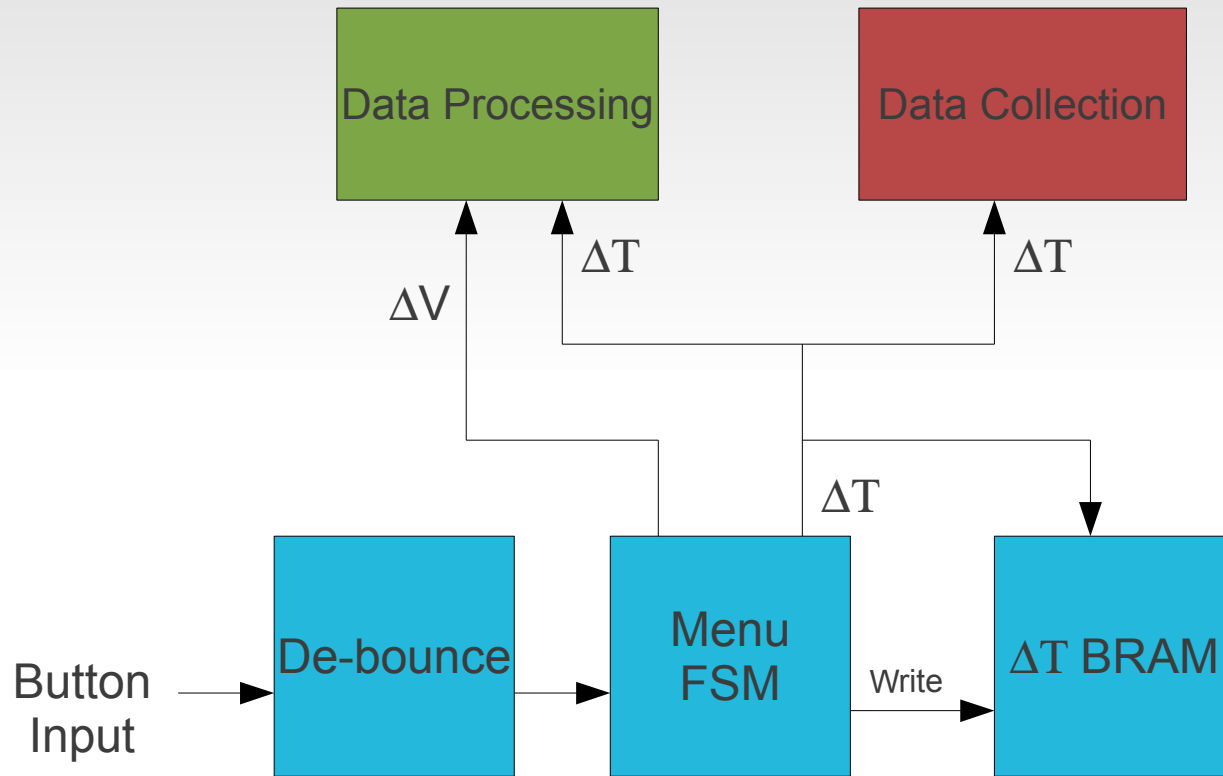 Data Processing
Data Collection
ΔT
ΔT
ΔV
ΔT
De-bounce
Menu
FSM
ΔT BRAM
Button
Input
Write